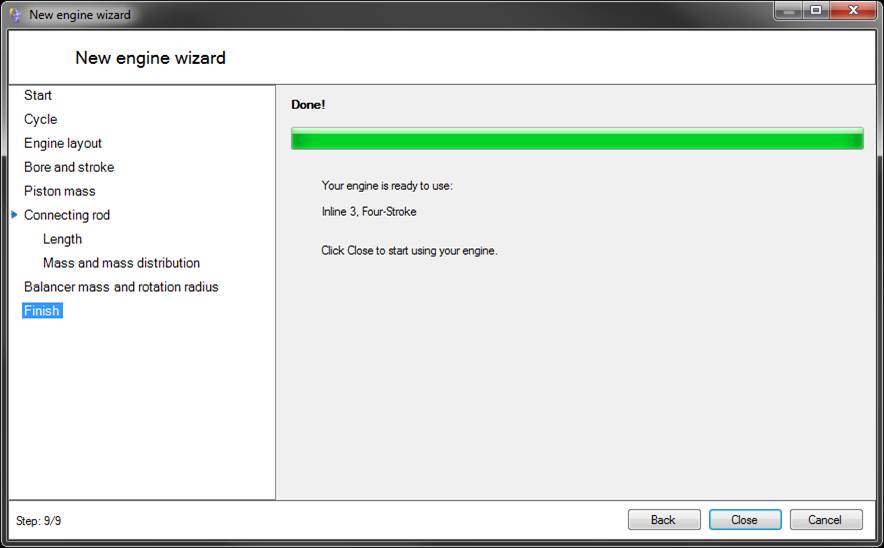 New engine wizard
New engine wizard
Start
Cycle
Engine layout
Bore and stroke
Piston mass
Connecting rod
Length
Mass and mass distribution
Balancer mass and rotation radius
Finish
Done!
Your engine is ready to use:
Inline 3, Four-Stroke
Click Close to start using your engine.
Step: 9/9
Back
Close
Cancel